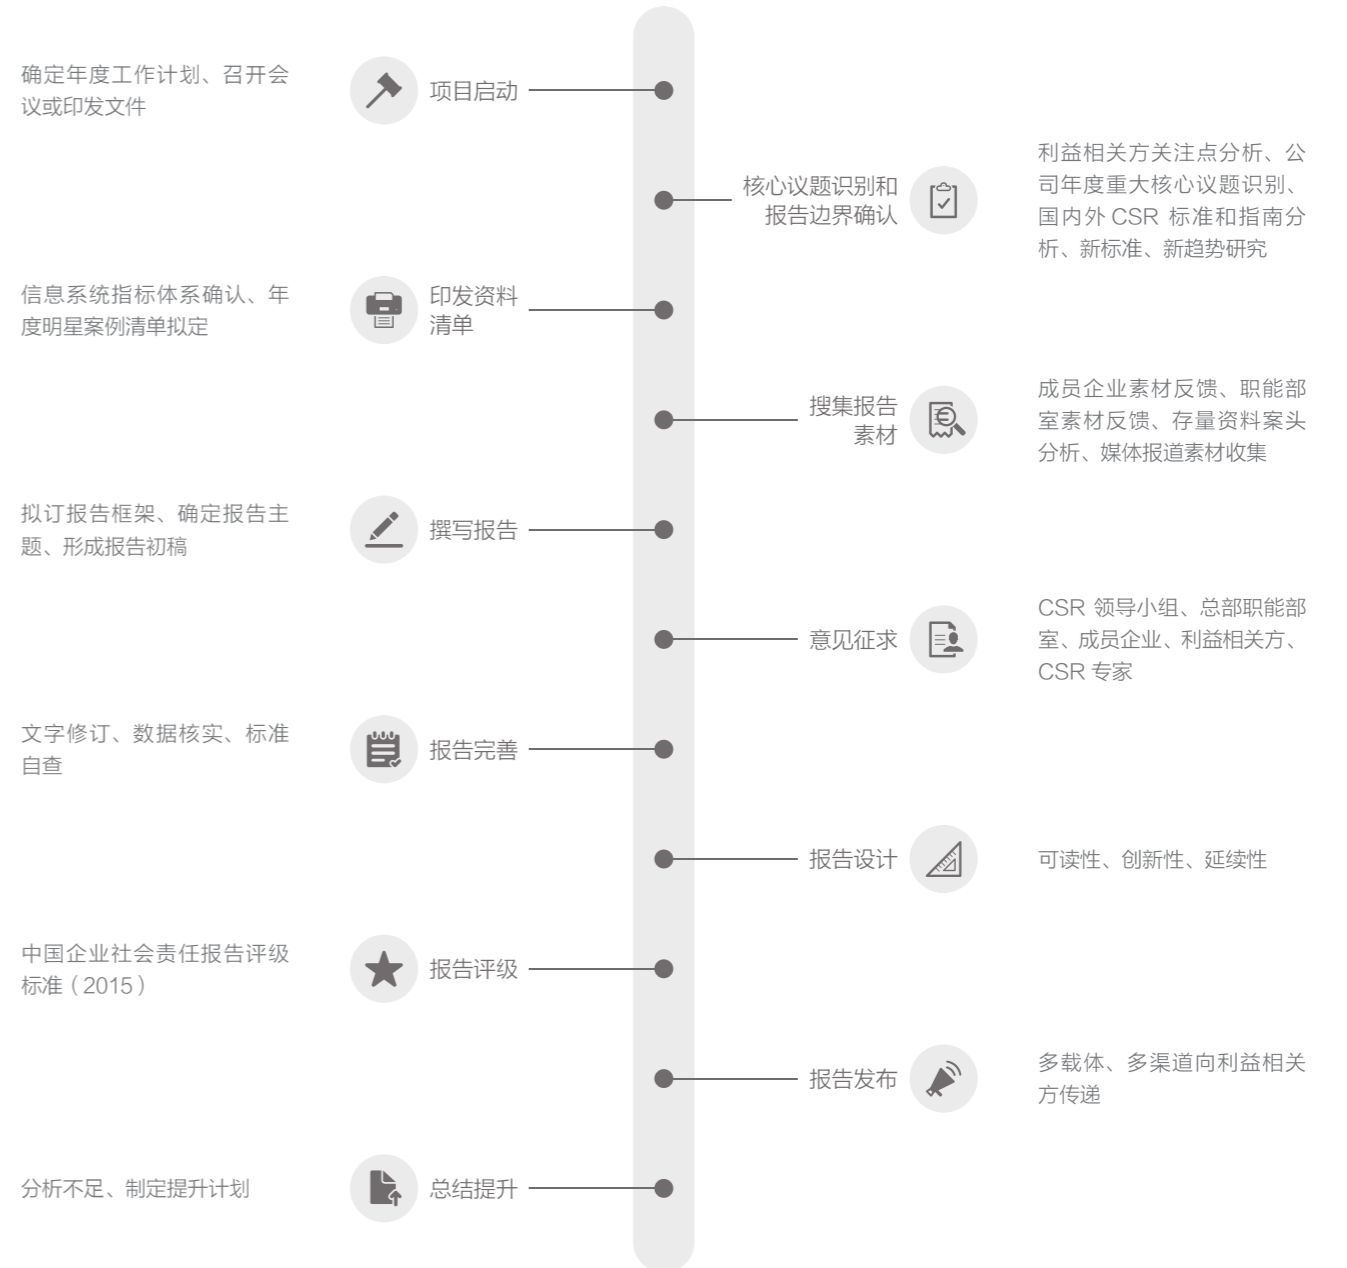 确定年度工作计划、召开会
议或印发文件
项目启动
核心议题识别和
报告边界确认
利益相关方关注点分析、公
司年度重大核心议题识别、
国内外 CSR 标准和指南分
析、新标准、新趋势研究
信息系统指标体系确认、年
度明星案例清单拟定
印发资料
清单
搜集报告
素材
成员企业素材反馈、职能部
室素材反馈、存量资料案头
分析、媒体报道素材收集
拟订报告框架、确定报告主
题、形成报告初稿
撰写报告
意见征求
CSR 领导小组、总部职能部
室、成员企业、利益相关方、
CSR 专家
文字修订、数据核实、标准
自查
报告完善
报告设计
可读性、创新性、延续性
中国企业社会责任报告评级
标准（2015）
报告评级
报告发布
多载体、多渠道向利益相关
方传递
分析不足、制定提升计划
总结提升